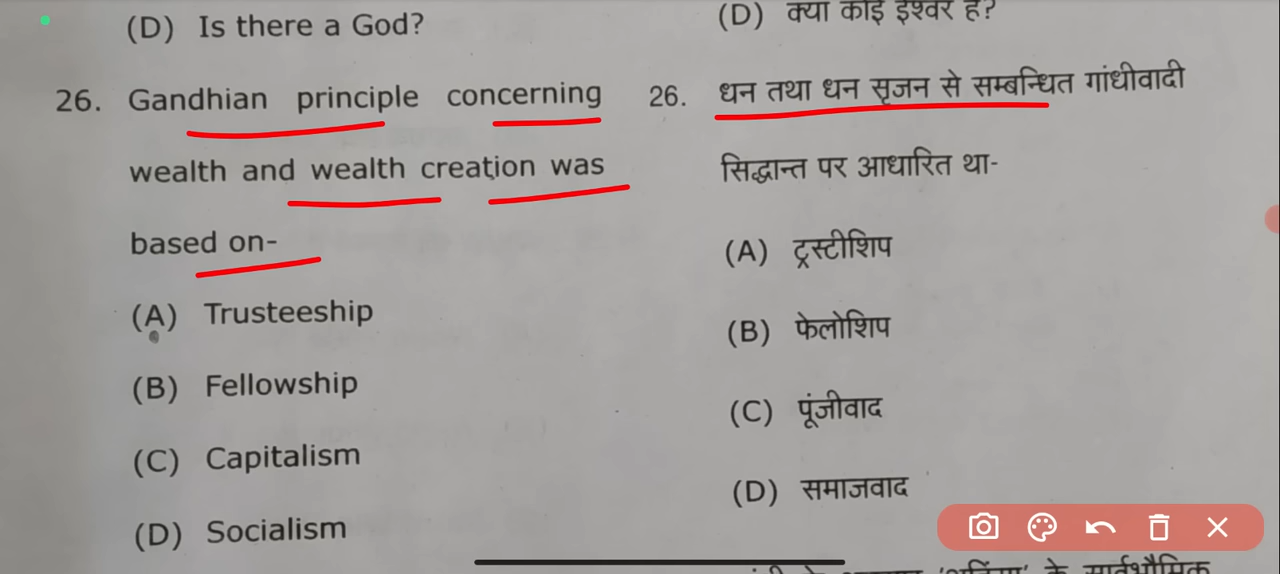 (D) Is there a God?
26. Gandhian principle concerning
wealth and wealth creation was
based on-
(A) Trusteeship
(B) Fellowship
(C) Capitalism
(D) Socialism
(D) क्या कोई ईश्वर है?
26. धन तथा धन सृजन से सम्बन्धित गांधीवादी
सिद्धान्त पर आधारित था-
(A) ट्रस्टीशिप
(B) फेलोशिप
(C) पूंजीवाद
(D) समाजवाद
के सार्वभौमिक